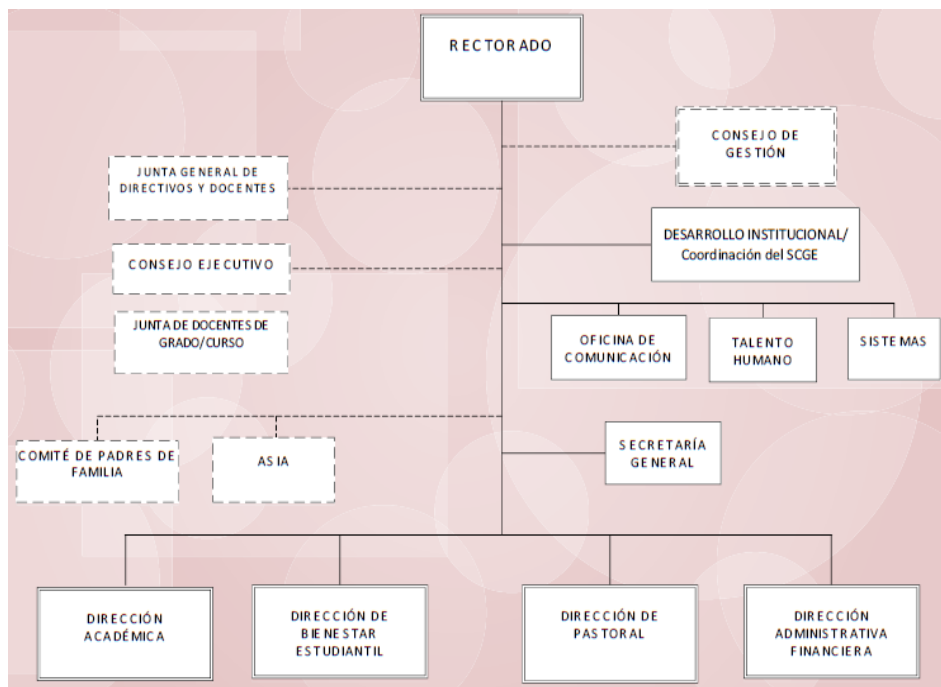 RECTORADO
CONSEJO DE
GESTIÓN
JUNTA GENERAL DE
DIRECTIVOS Y DOCENTES
DESARROLLO INSTITUCIONAL/
Coordinación del SCGE
CONSEJO EJECUTIVO
JUNTA DE DOCENTES DE
GRADO/CURSO
OFICINA DE
COMUNICACIÓN
TALENTO
HUMANO
SISTEMAS
COMITÉ DE PADRES DE
FAMILIA
ASIA
SECRETARÍA
GENERAL
DIRECCIÓN
ACADÉMICA
DIRECCIÓN DE
BIENESTAR
ESTUDIANTIL
DIRECCIÓN DE
PASTORAL
DIRECCIÓN
ADMINISTRATIVA
FINANCIERA